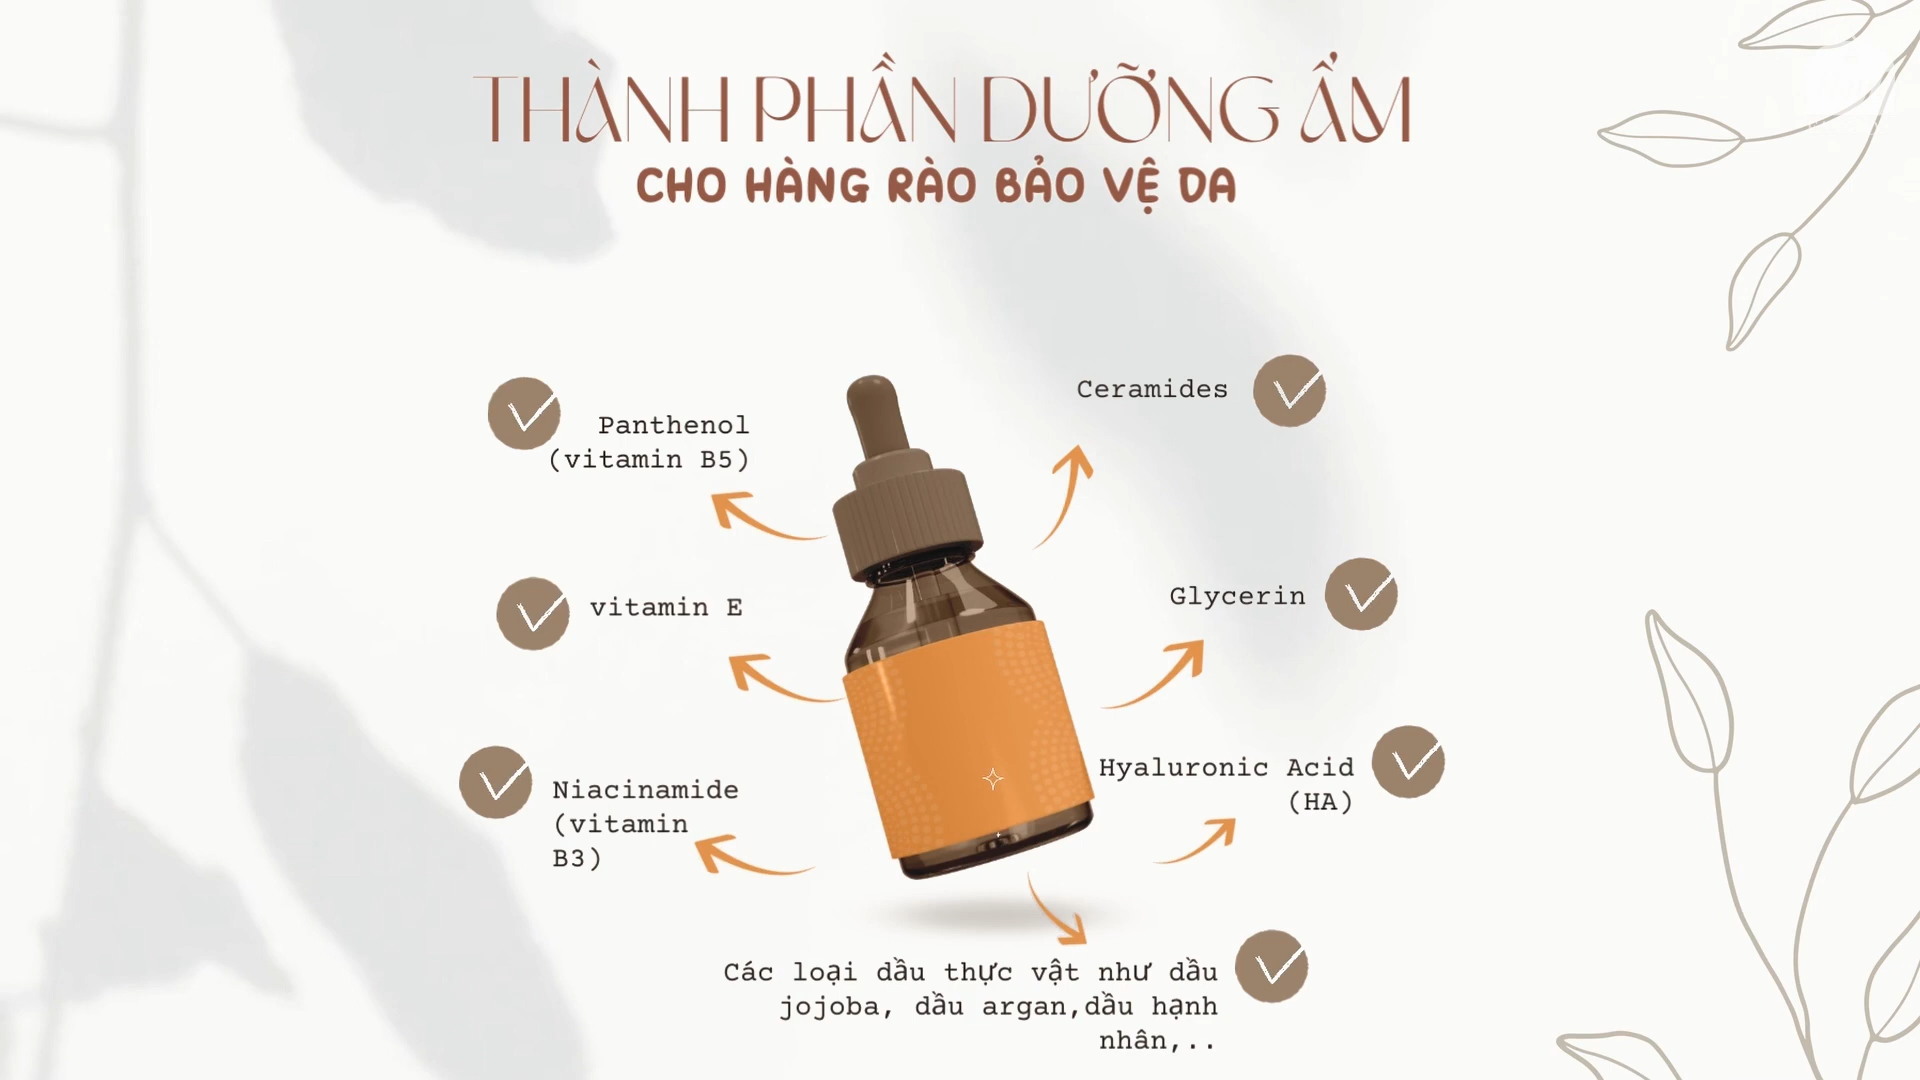 THÀNH PHẦN DƯỠNG ẨM
CHO HÀNG RÀO BẢO VỆ DA
Panthenol
(vitamin B5)
vitamin E
Niacinamide
(vitamin
B3)
Ceramides
Glycerin
Hyaluronic Acid
(HA)
Các loại dầu thực vật như dầu
jojoba, dầu argan,dầu hạnh
nhân,..